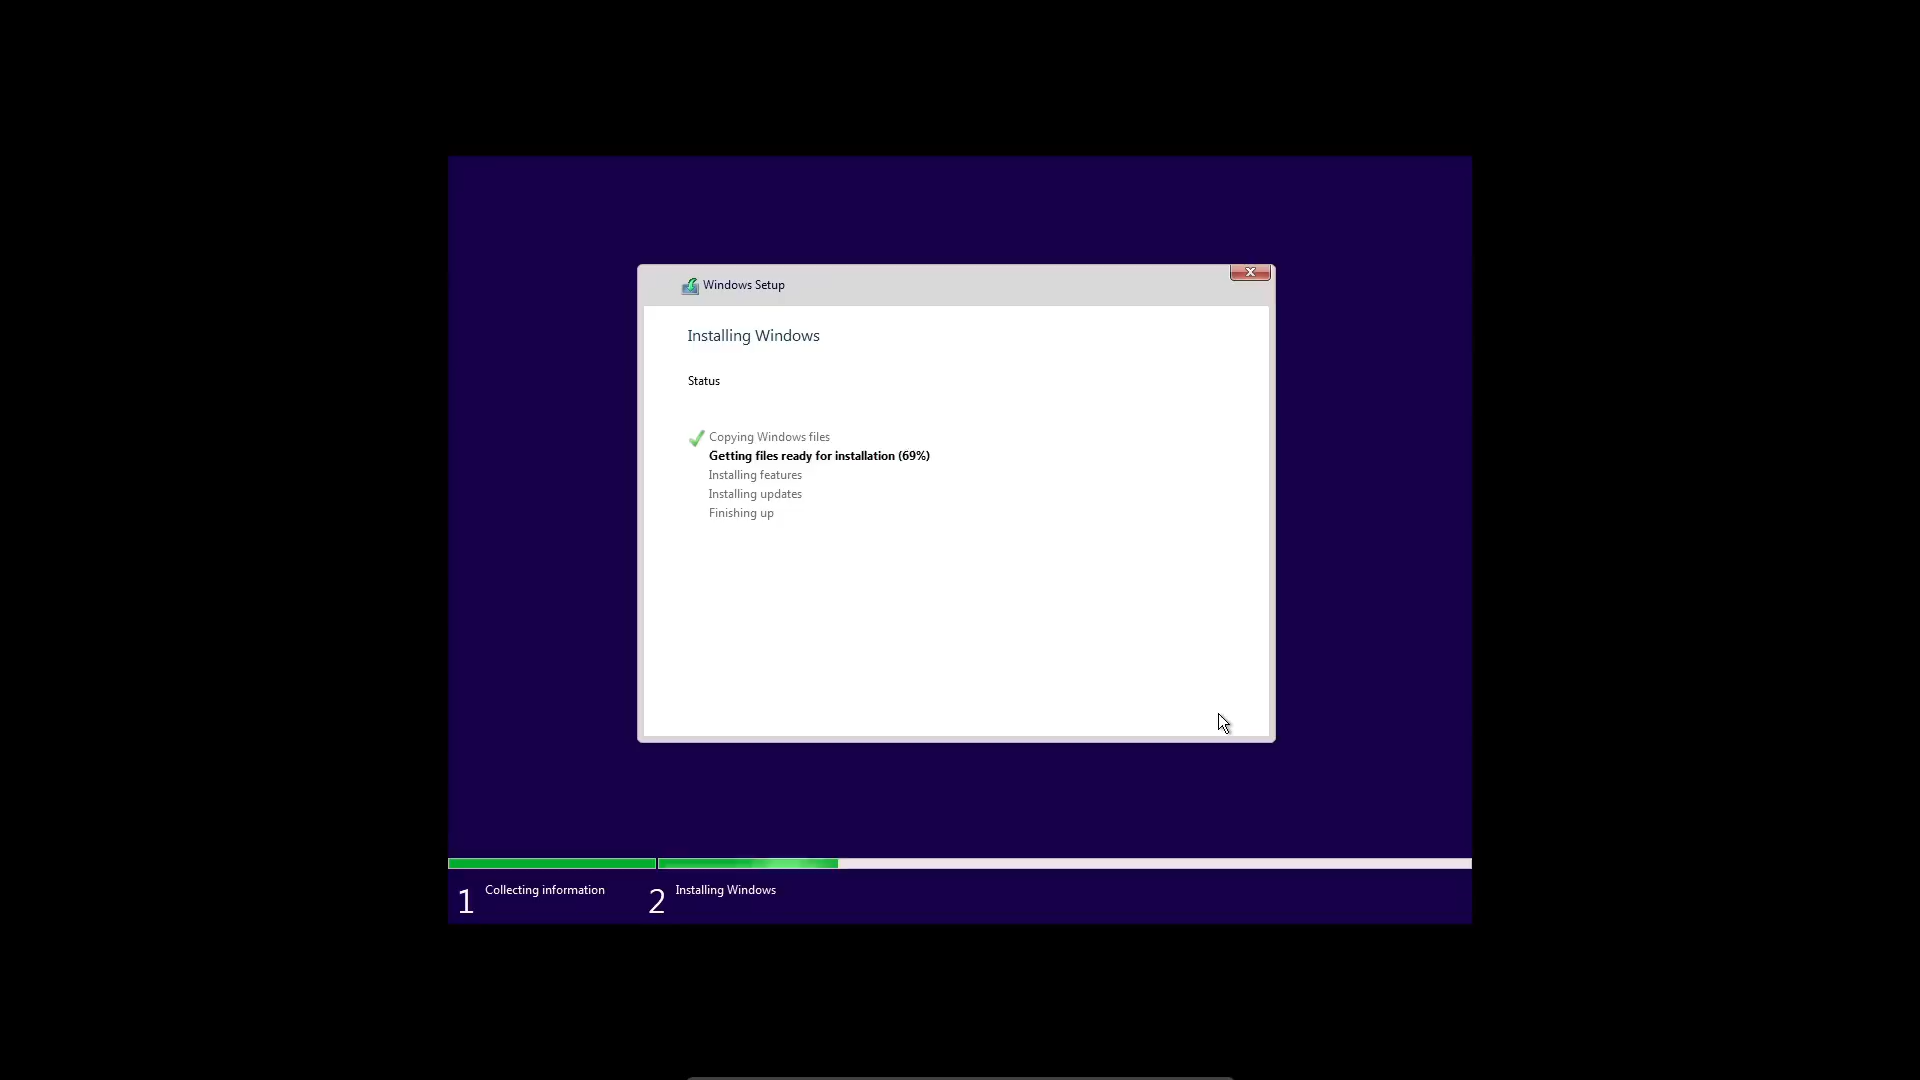 Windows Setup
Installing Windows
Status
Copying Windows files
Getting files ready for installation (69%)
Installing features
Installing updates
Finishing up
1 Collecting information
2 Installing Windows